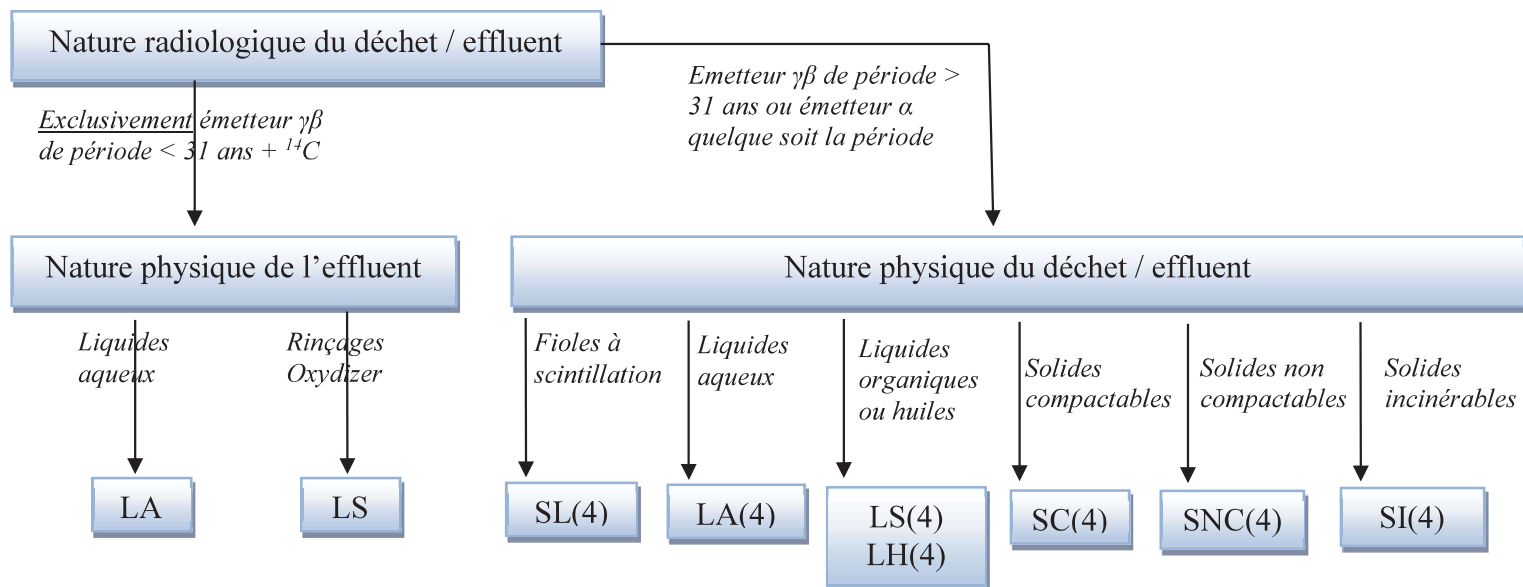 Nature radiologique du déchet / effluent
Exclusivement émetteur γβ
de période < 31 ans + ¹⁴C
Emetteur γβ de période >
31 ans ou émetteur α
quelque soit la période
Nature physique de l’effluent
Nature physique du déchet / effluent
Liquides
aqueux
Rinçages
Oxydizer
Fioles à
scintillation
Liquides
aqueux
Liquides
organiques
ou huiles
Solides
compactables
Solides non
compactables
Solides
incinérables
LA
LS
SL(4)
LA(4)
LS(4)
LH(4)
SC(4)
SNC(4)
SI(4)